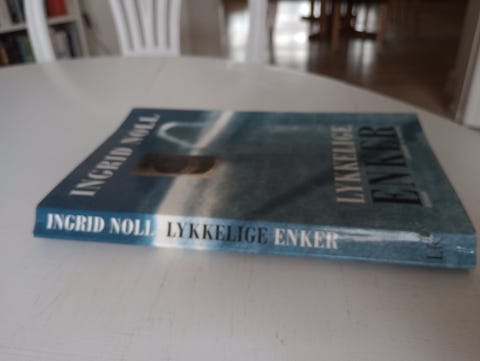 INGRID NOLL
LYKKELIGE
ENKER
INGRID NOLL LYKKELIGE ENKER